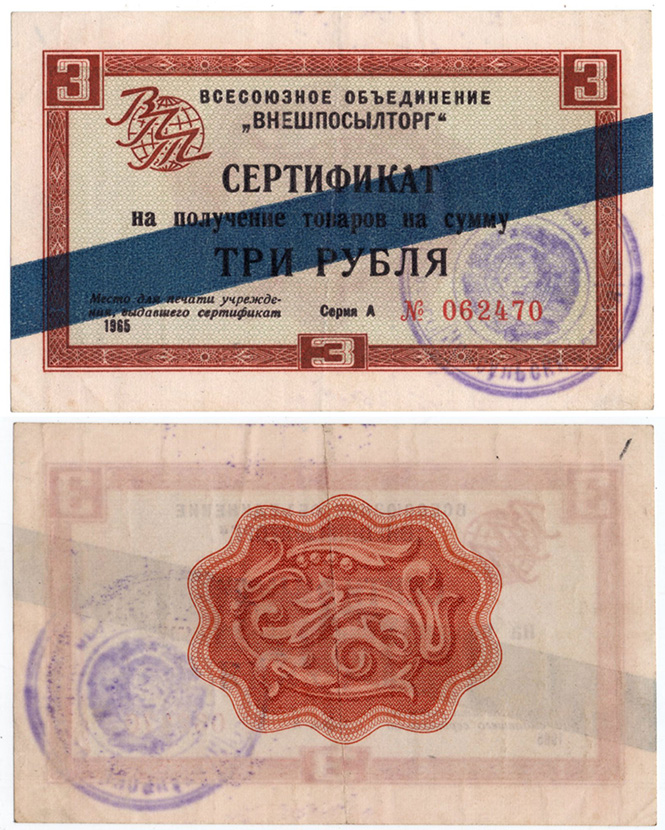 3
3
ВПТ
ВСЕСОЮЗНОЕ ОБЪЕДИНЕНИЕ
„ВНЕШПОСЫЛТОРГ“
СЕРТИФИКАТ
на получение товаров на сумму
ТРИ РУБЛЯ
Место для печати учрежде-
ния, выдавшего сертификат
1965
Серия А № 062470
3